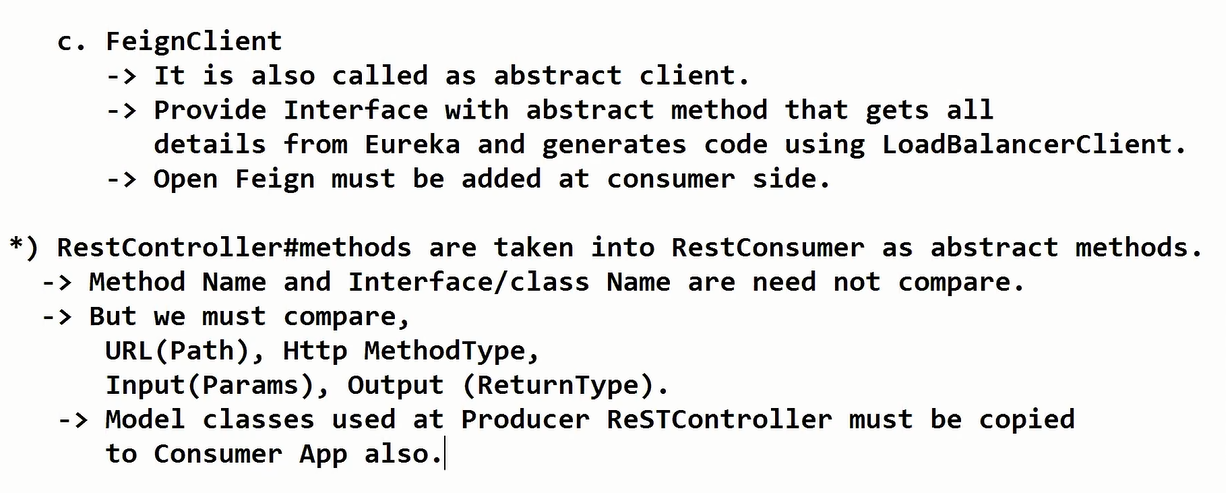 c. FeignClient
-> It is also called as abstract client.
-> Provide Interface with abstract method that gets all
details from Eureka and generates code using LoadBalancerClient.
-> Open Feign must be added at consumer side.
*) RestController#methods are taken into RestConsumer as abstract methods.
-> Method Name and Interface/class Name are need not compare.
-> But we must compare,
URL(Path), Http MethodType,
Input(Params), Output (ReturnType).
-> Model classes used at Producer ReSTController must be copied
to Consumer App also.